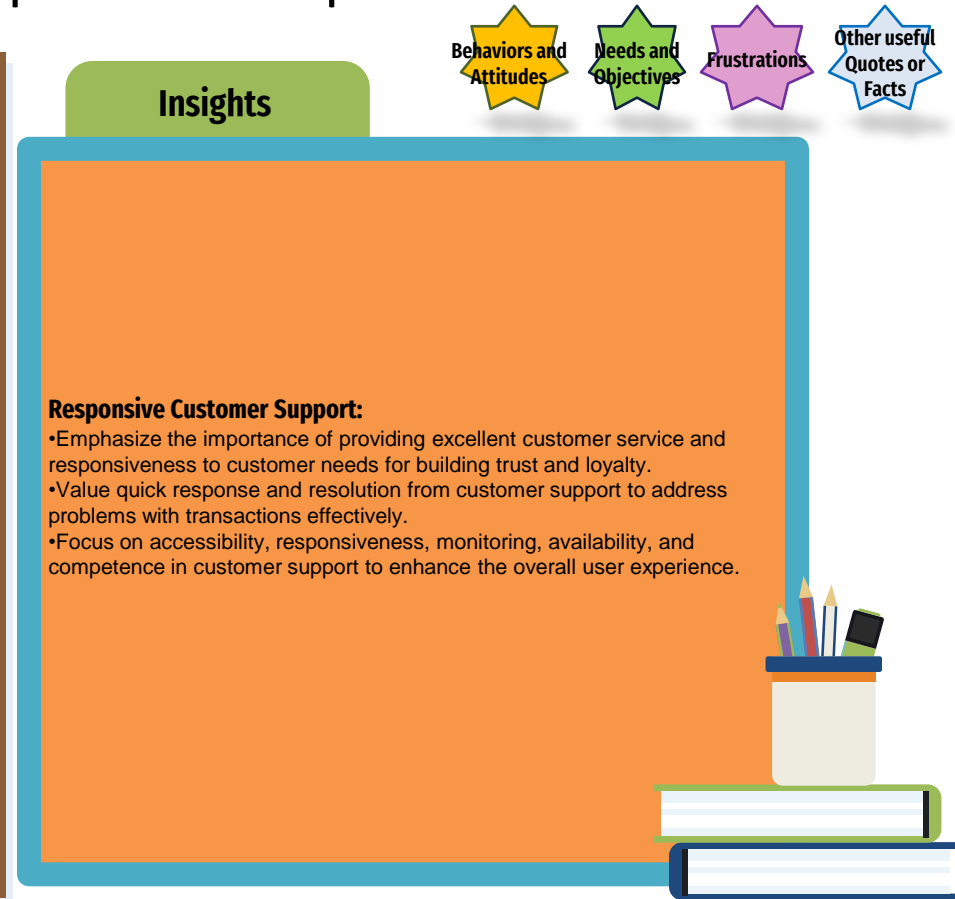 Behaviors and
Attitudes
Needs and
Objectives
Frustrations
Other useful
Quotes or
Facts
Insights
Responsive Customer Support:
•Emphasize the importance of providing excellent customer service and
responsiveness to customer needs for building trust and loyalty.
•Value quick response and resolution from customer support to address
problems with transactions effectively.
•Focus on accessibility, responsiveness, monitoring, availability, and
competence in customer support to enhance the overall user experience.